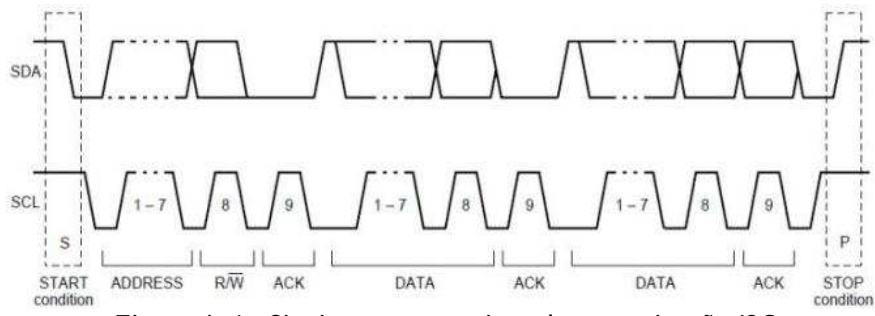 SDA
SCL
1 – 7 8 9 1 – 7 8 9 1 – 7 8 9
S P
START condition ADDRESS R/W̅ ACK DATA ACK DATA ACK STOP condition